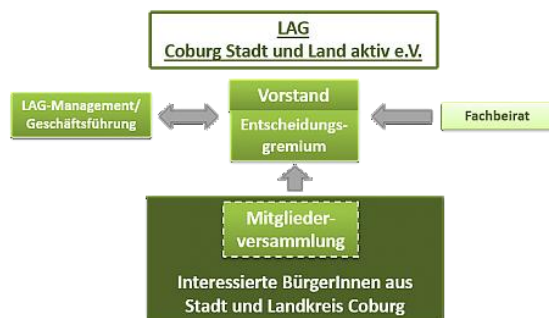 LAG
Coburg Stadt und Land aktiv e.V.
LAG-Management/
Geschäftsführung
Vorstand
Entscheidungs-
gremium
Fachbeirat
Mitglieder-
versammlung
Interessierte BürgerInnen aus
Stadt und Landkreis Coburg